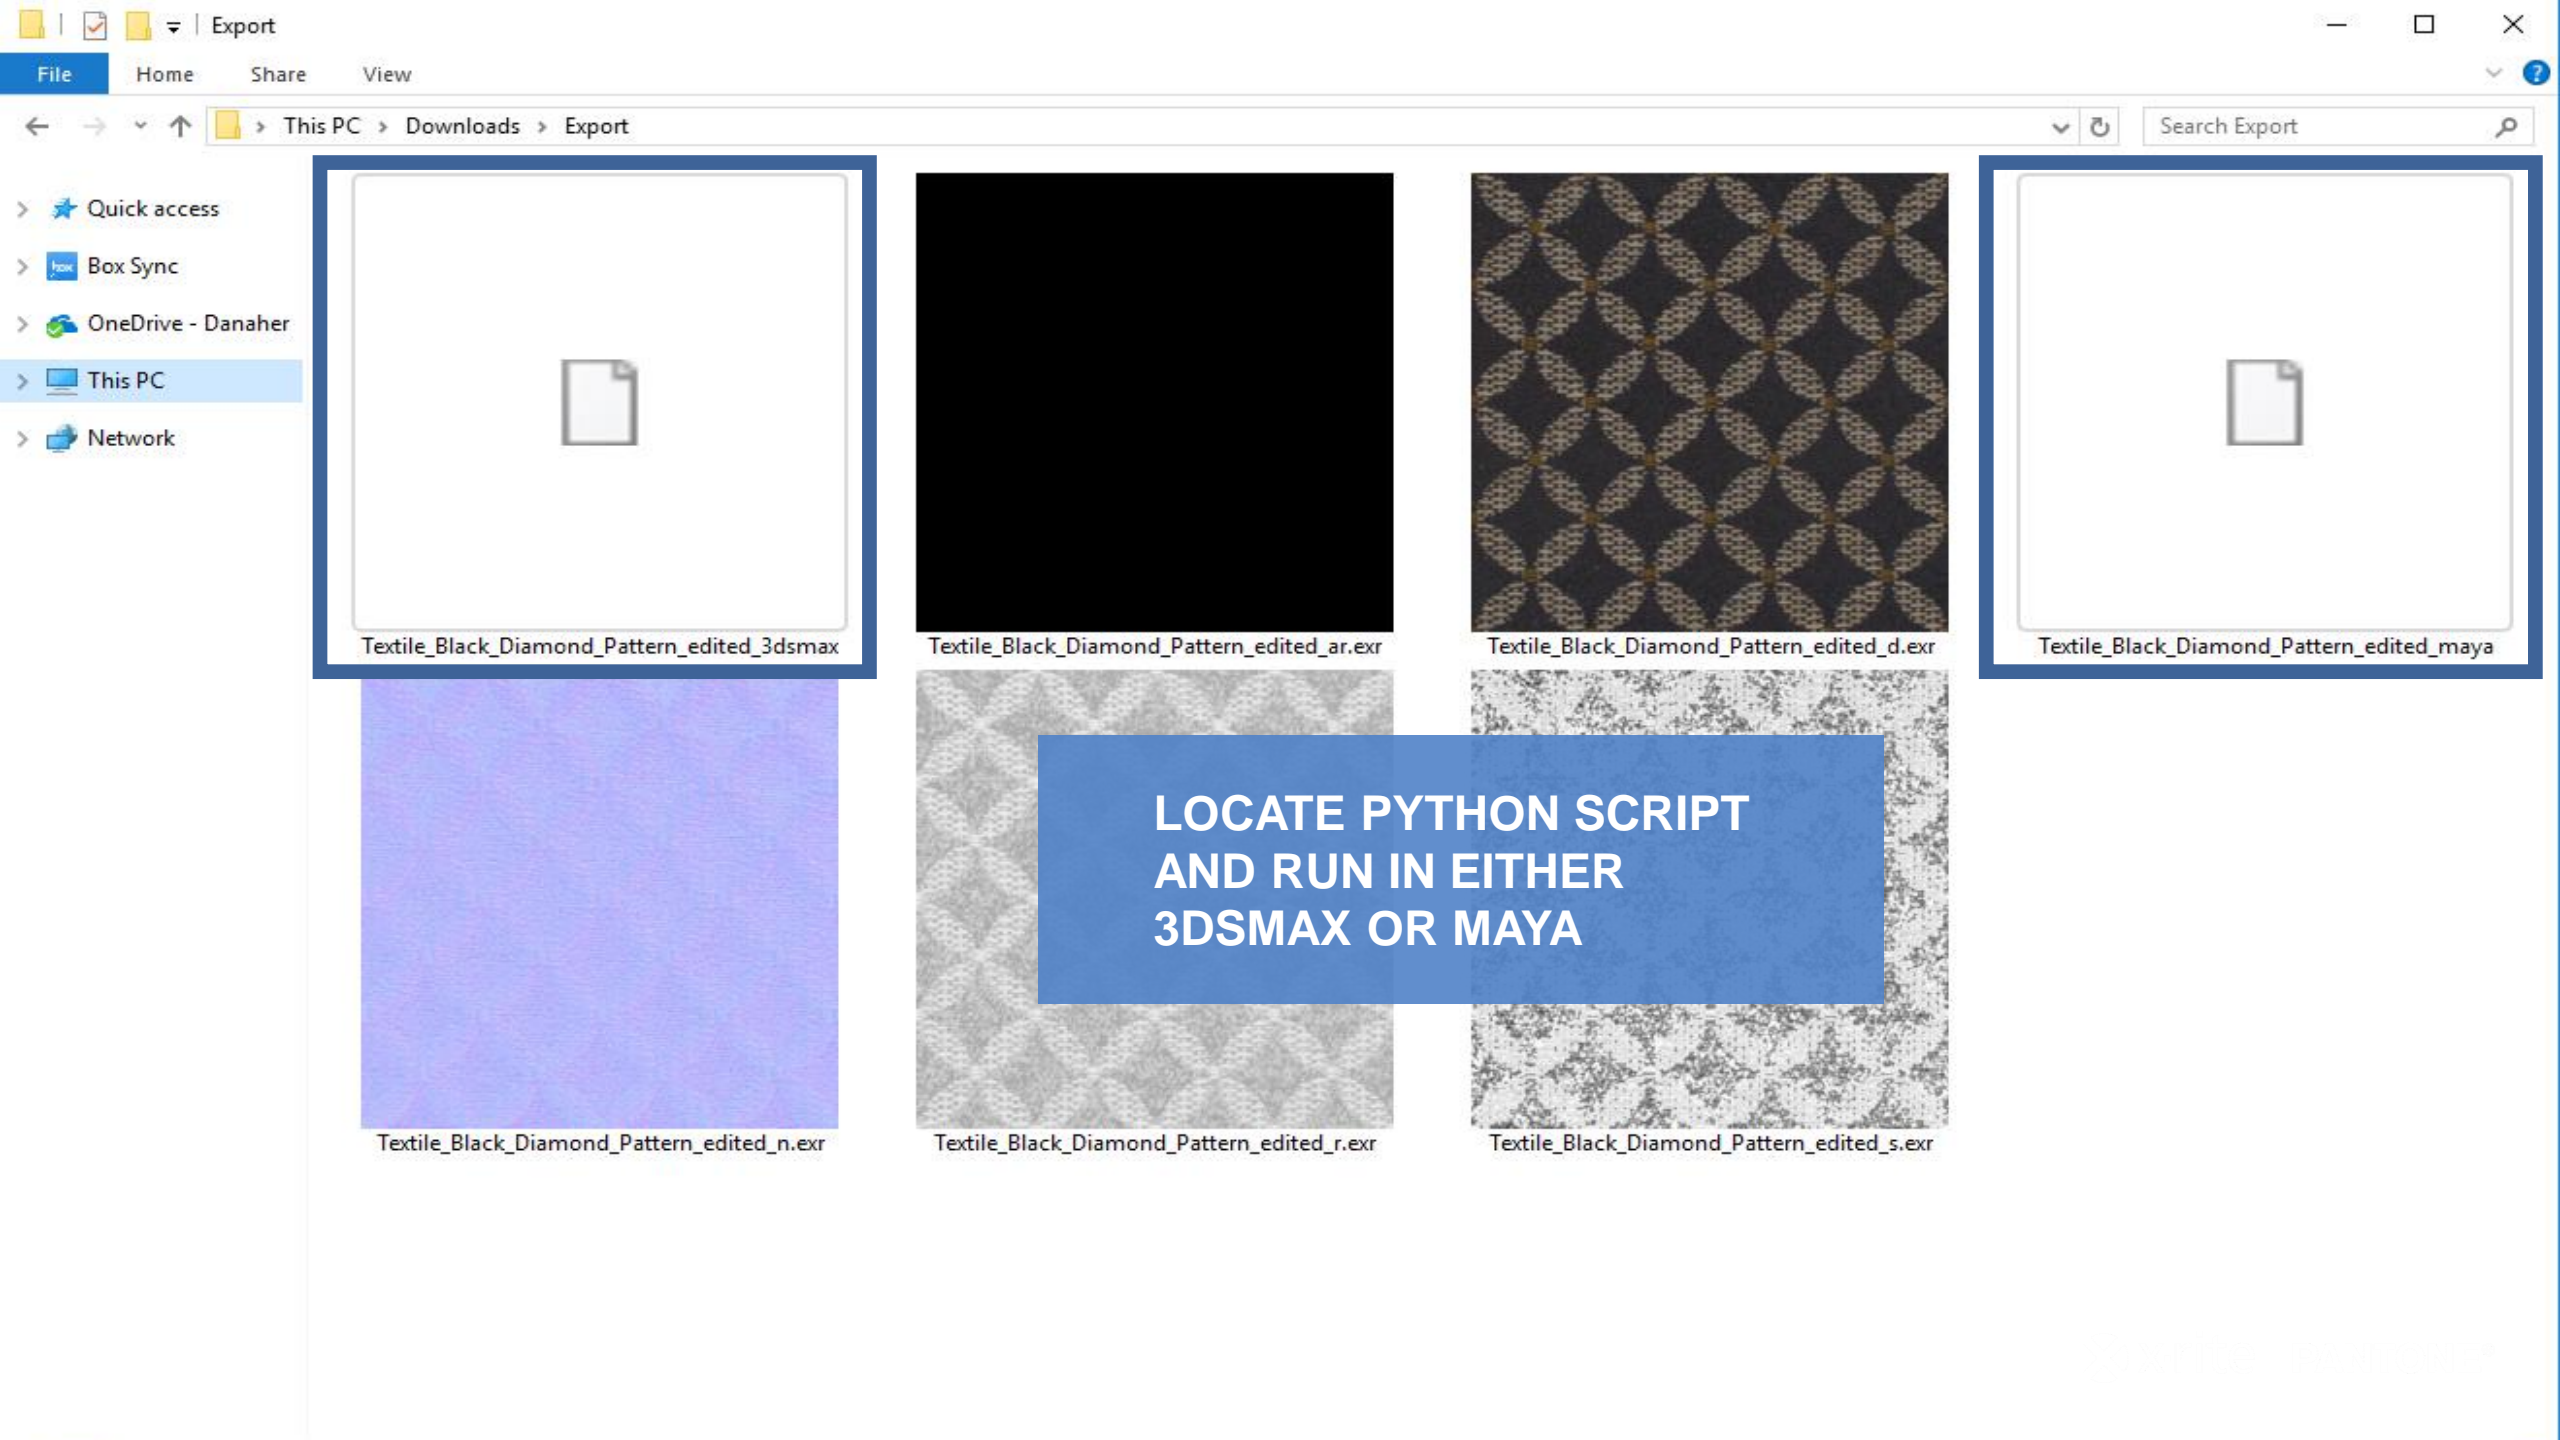 Export
File Home Share View
This PC Downloads Export
Search Export
Quick access
Box Sync
OneDrive - Danaher
This PC
Network
Textile_Black_Diamond_Pattern_edited_3dsmax
Textile_Black_Diamond_Pattern_edited_ar.exr
Textile_Black_Diamond_Pattern_edited_d.exr
Textile_Black_Diamond_Pattern_edited_maya
LOCATE PYTHON SCRIPT
AND RUN IN EITHER
3DSMAX OR MAYA
Textile_Black_Diamond_Pattern_edited_n.exr
Textile_Black_Diamond_Pattern_edited_r.exr
Textile_Black_Diamond_Pattern_edited_s.exr